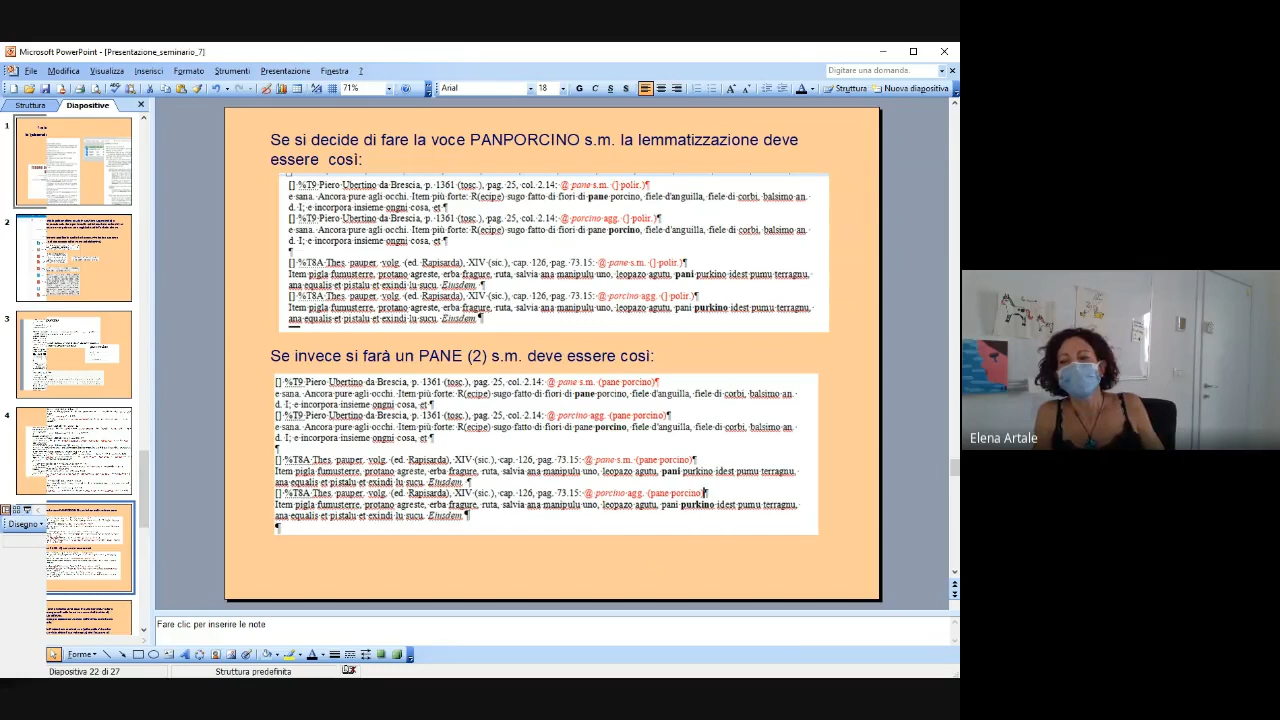 Microsoft PowerPoint - [Presentazione_seminario_7]
File Modifica Visualizza Inserisci Formato Strumenti Presentazione Finestra ?
Digitare una domanda.
71% Arial 18 G C S S Struttura Nuova diapositiva
Struttura Diapositive
1
2
3
4
Se si decide di fare la voce PANPORCINO s.m. la lemmatizzazione deve
essere così:
[] %T9 Piero Ubertino da Brescia, p. 1361 (tosc.), pag. 25, col. 2.14: @ pane s.m. (] polir.)¶
e sana. Ancora pure agli occhi. Item più forte: R(ecipe) sugo fatto di fiori di pane porcino, fiele d'anguilla, fiele di corbi, balsimo an.
d. I; e incorpora insieme ongni cosa, et ¶
[] %T9 Piero Ubertino da Brescia, p. 1361 (tosc.), pag. 25, col. 2.14: @ porcino agg. (] polir.)¶
e sana. Ancora pure agli occhi. Item più forte: R(ecipe) sugo fatto di fiori di pane porcino, fiele d'anguilla, fiele di corbi, balsimo an.
d. I; e incorpora insieme ongni cosa, et ¶
¶
[] %T8A Thes. pauper. volg. (ed. Rapisarda), XIV (sic.), cap. 126, pag. 73.15: @ pane s.m. (] polir.)¶
Item pigla fumusterre, protano agreste, erba fragure, ruta, salvia ana manipulu uno, leopazo agutu, pani purkino idest pumu terragnu,
ana equalis et pistalu et exindi lu sucu. Eiusdem. ¶
[] %T8A Thes. pauper. volg. (ed. Rapisarda), XIV (sic.), cap. 126, pag. 73.15: @ porcino agg. (] polir.)¶
Item pigla fumusterre, protano agreste, erba fragure, ruta, salvia ana manipulu uno, leopazo agutu, pani purkino idest pumu terragnu,
ana equalis et pistalu et exindi lu sucu. Eiusdem.¶
Se invece si farà un PANE (2) s.m. deve essere così:
[] %T9 Piero Ubertino da Brescia, p. 1361 (tosc.), pag. 25, col. 2.14: @ pane s.m. (pane porcino)¶
e sana. Ancora pure agli occhi. Item più forte: R(ecipe) sugo fatto di fiori di pane porcino, fiele d'anguilla, fiele di corbi, balsimo an.
d. I; e incorpora insieme ongni cosa, et ¶
[] %T9 Piero Ubertino da Brescia, p. 1361 (tosc.), pag. 25, col. 2.14: @ porcino agg. (pane porcino)¶
e sana. Ancora pure agli occhi. Item più forte: R(ecipe) sugo fatto di fiori di pane porcino, fiele d'anguilla, fiele di corbi, balsimo an.
d. I; e incorpora insieme ongni cosa, et ¶
¶
[] %T8A Thes. pauper. volg. (ed. Rapisarda), XIV (sic.), cap. 126, pag. 73.15: @ pane s.m. (pane porcino)¶
Item pigla fumusterre, protano agreste, erba fragure, ruta, salvia ana manipulu uno, leopazo agutu, pani purkino idest pumu terragnu,
ana equalis et pistalu et exindi lu sucu. Eiusdem. ¶
[] %T8A Thes. pauper. volg. (ed. Rapisarda), XIV (sic.), cap. 126, pag. 73.15: @ porcino agg. (pane porcino)¶
Item pigla fumusterre, protano agreste, erba fragure, ruta, salvia ana manipulu uno, leopazo agutu, pani purkino idest pumu terragnu,
ana equalis et pistalu et exindi lu sucu. Eiusdem.¶
¶
Elena Artale
Disegno
Fare clic per inserire le note
Forme
Diapositiva 22 di 27 Struttura predefinita